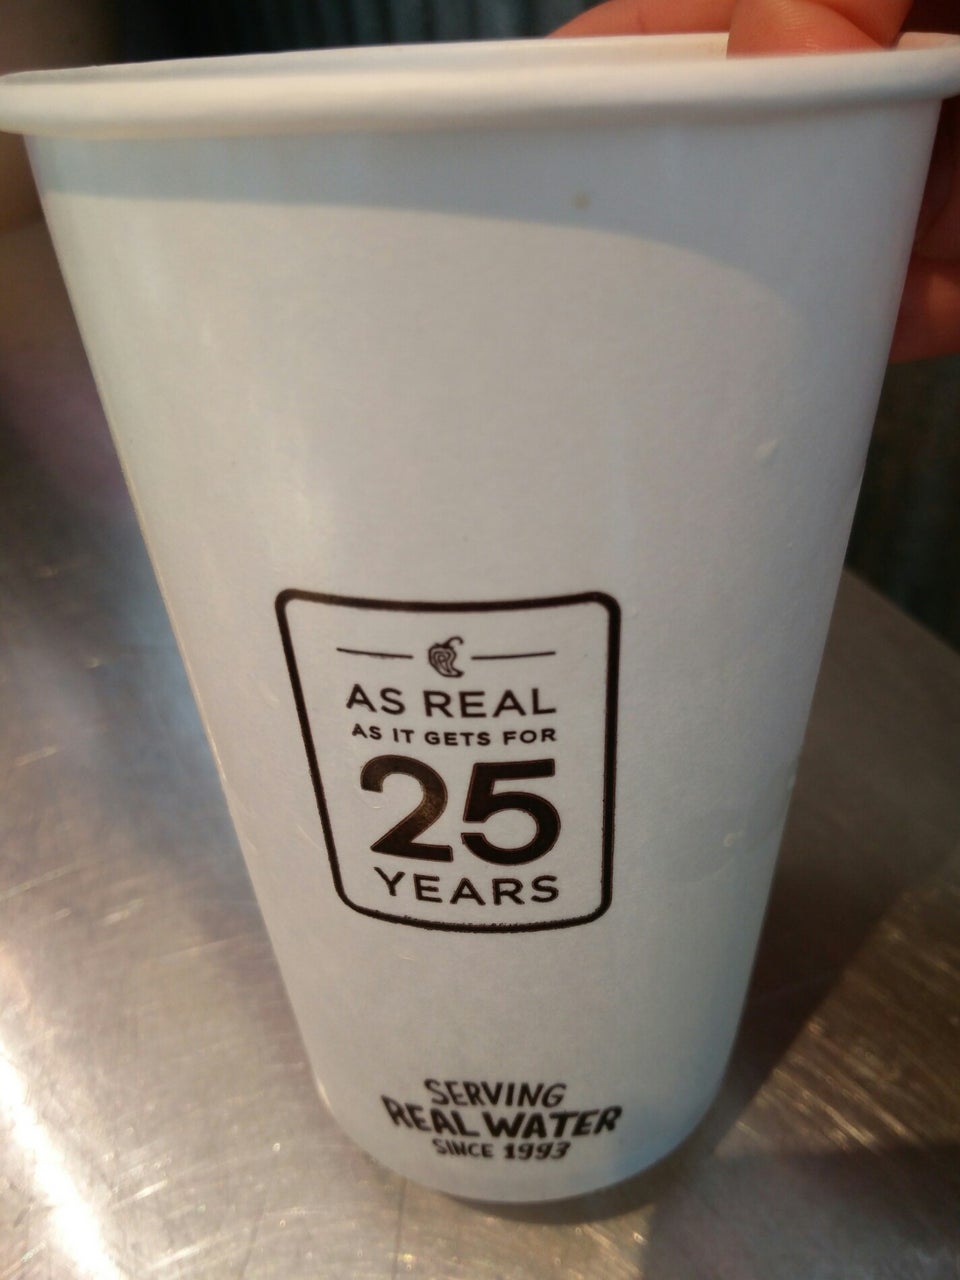 AS REAL
AS IT GETS FOR
25
YEARS
SERVING
REAL WATER
SINCE 1993